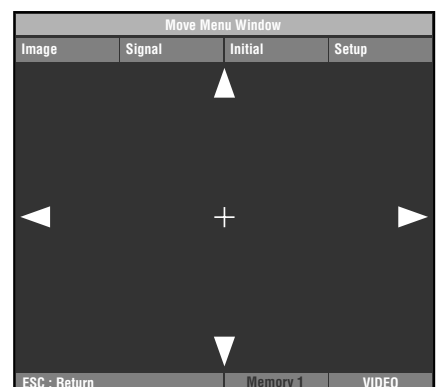 Move Menu Window
Image Signal Initial Setup
ESC : Return Memory 1 VIDEO